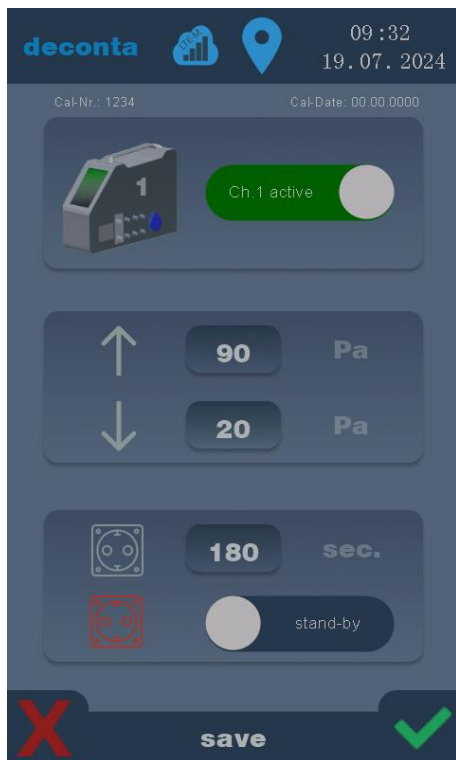 deconta
LTE-M
09:32
19.07.2024
Cal-Nr.: 1234
Cal-Date: 00.00.0000
1
Ch.1 active
90
Pa
20
Pa
180
sec.
stand-by
X
save